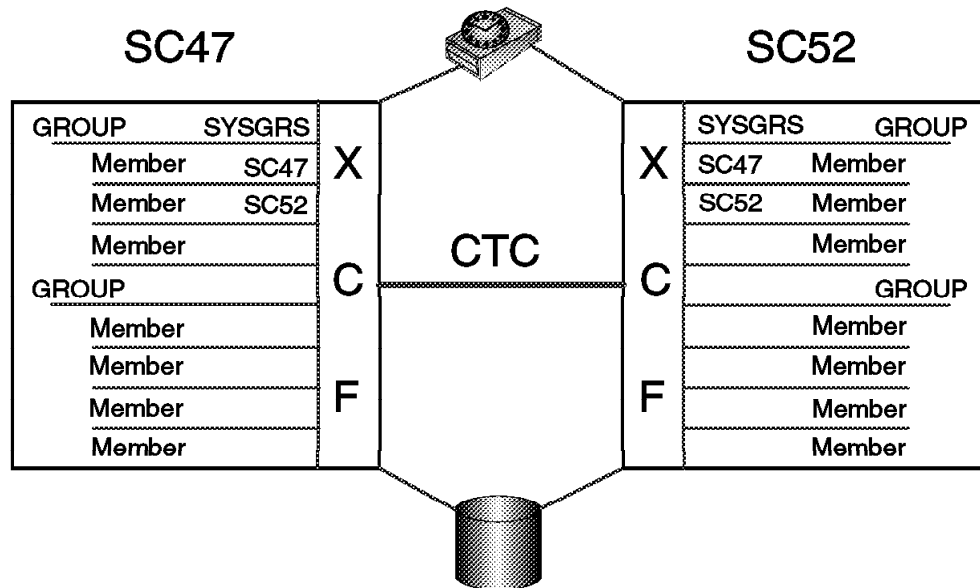 SC47
SC52
GROUP SYSGRS
Member SC47
Member SC52
Member
GROUP
Member
Member
Member
Member
X
C
F
CTC
X
C
F
SYSGRS GROUP
SC47 Member
SC52 Member
Member
GROUP
Member
Member
Member
Member